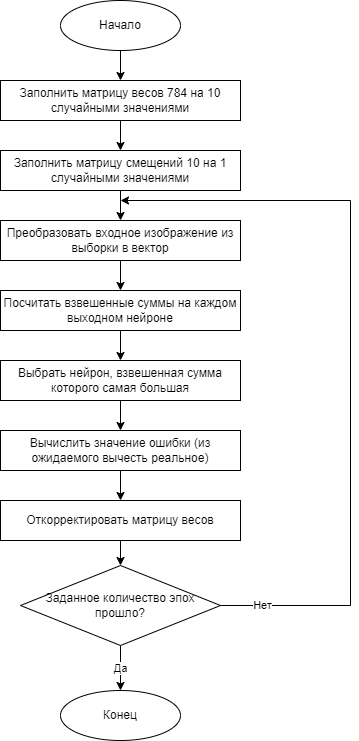 Начало
Заполнить матрицу весов 784 на 10
случайными значениями
Заполнить матрицу смещений 10 на 1
случайными значениями
Преобразовать входное изображение из
выборки в вектор
Посчитать взвешенные суммы на каждом
выходном нейроне
Выбрать нейрон, взвешенная сумма
которого самая большая
Вычислить значение ошибки (из
ожидаемого вычесть реальное)
Откорректировать матрицу весов
Заданное количество эпох
прошло?
Нет
Да
Конец